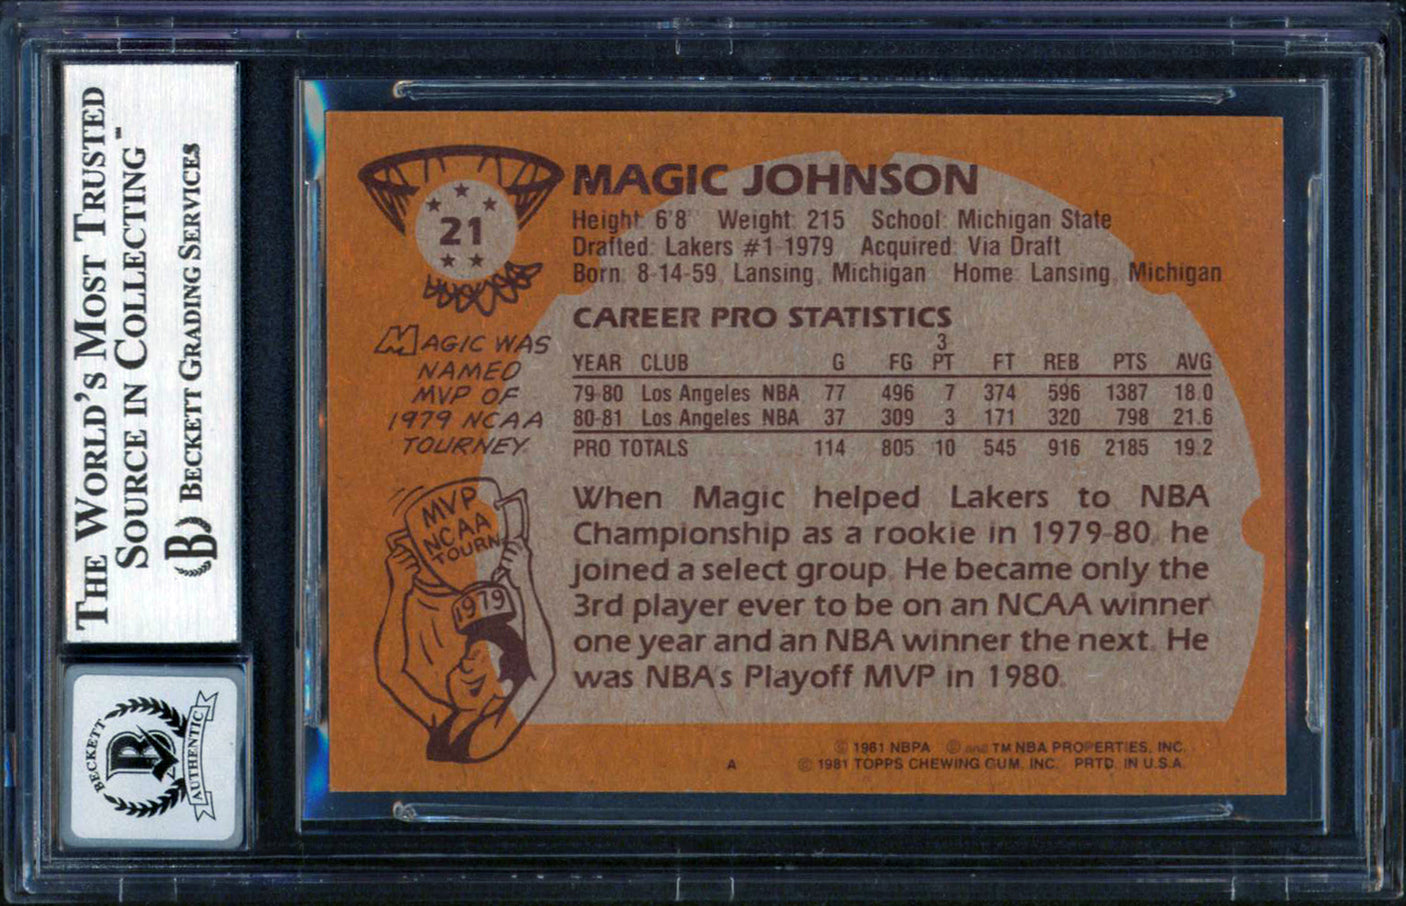 THE WORLD'S MOST TRUSTED
SOURCE IN COLLECTING™
BECKETT GRADING SERVICES
BECKETT
AUTHENTIC
21
MAGIC WAS
NAMED
MVP OF
1979 NCAA
TOURNEY.
MVP
NCAA
TOURN
1979
MAGIC JOHNSON
Height: 6'8 Weight: 215 School: Michigan State
Drafted: Lakers #1-1979 Acquired: Via Draft
Born: 8-14-59, Lansing, Michigan Home: Lansing, Michigan
CAREER PRO STATISTICS
YEAR CLUB G FG 3 PT FT REB PTS AVG
79-80 Los Angeles NBA 77 496 7 374 596 1387 18.0
80-81 Los Angeles NBA 37 309 3 171 320 798 21.6
PRO TOTALS 114 805 10 545 916 2185 19.2
When Magic helped Lakers to NBA
Championship as a rookie in 1979-80, he
joined a select group. He became only the
3rd player ever to be on an NCAA winner
one year and an NBA winner the next. He
was NBA's Playoff MVP in 1980.
© 1981 NBPA © and TM NBA PROPERTIES, INC.
A © 1981 TOPPS CHEWING GUM, INC. PRTD. IN U.S.A.